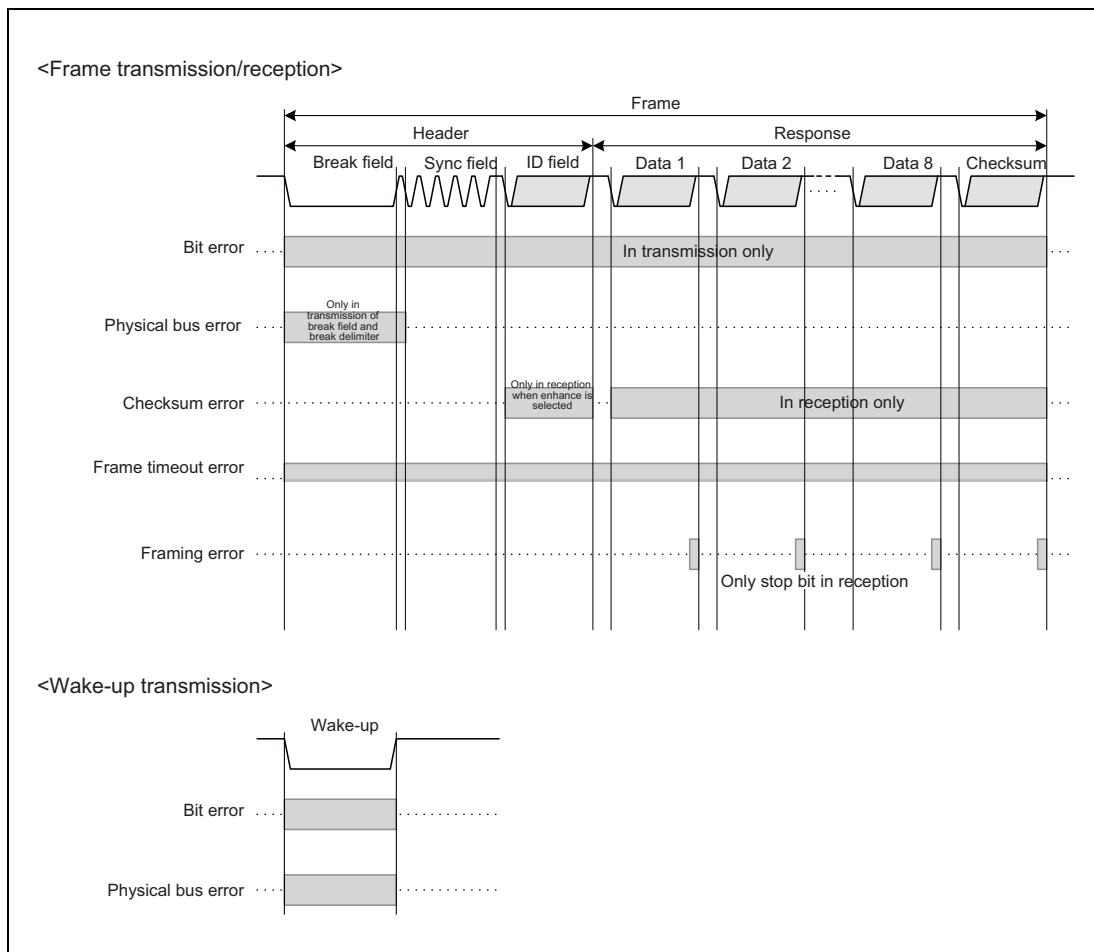 <Frame transmission/reception>
Frame
Header
Response
Break field
Sync field
ID field
Data 1
Data 2
Data 8
Checksum
Bit error
In transmission only
Physical bus error
Only in
transmission of
break field and
break delimiter
Checksum error
Only in reception
when enhance is
selected
In reception only
Frame timeout error
Framing error
Only stop bit in reception
<Wake-up transmission>
Wake-up
Bit error
Physical bus error